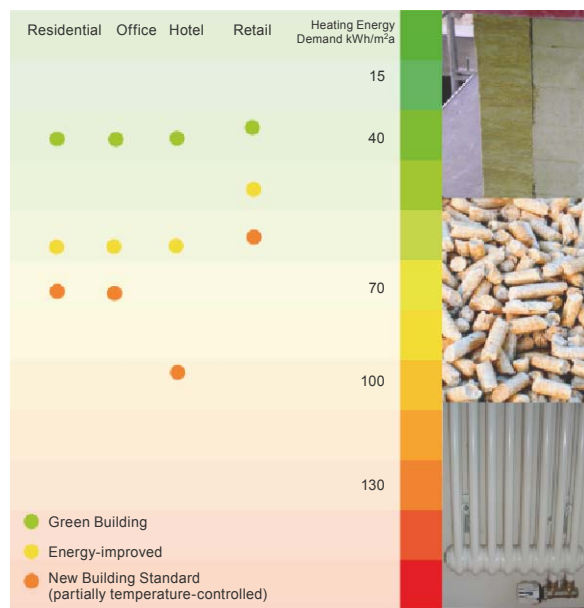 Residential Office Hotel Retail
Heating Energy
Demand kWh/m²a
15
40
70
100
130
Green Building
Energy-improved
New Building Standard
(partially temperature-controlled)